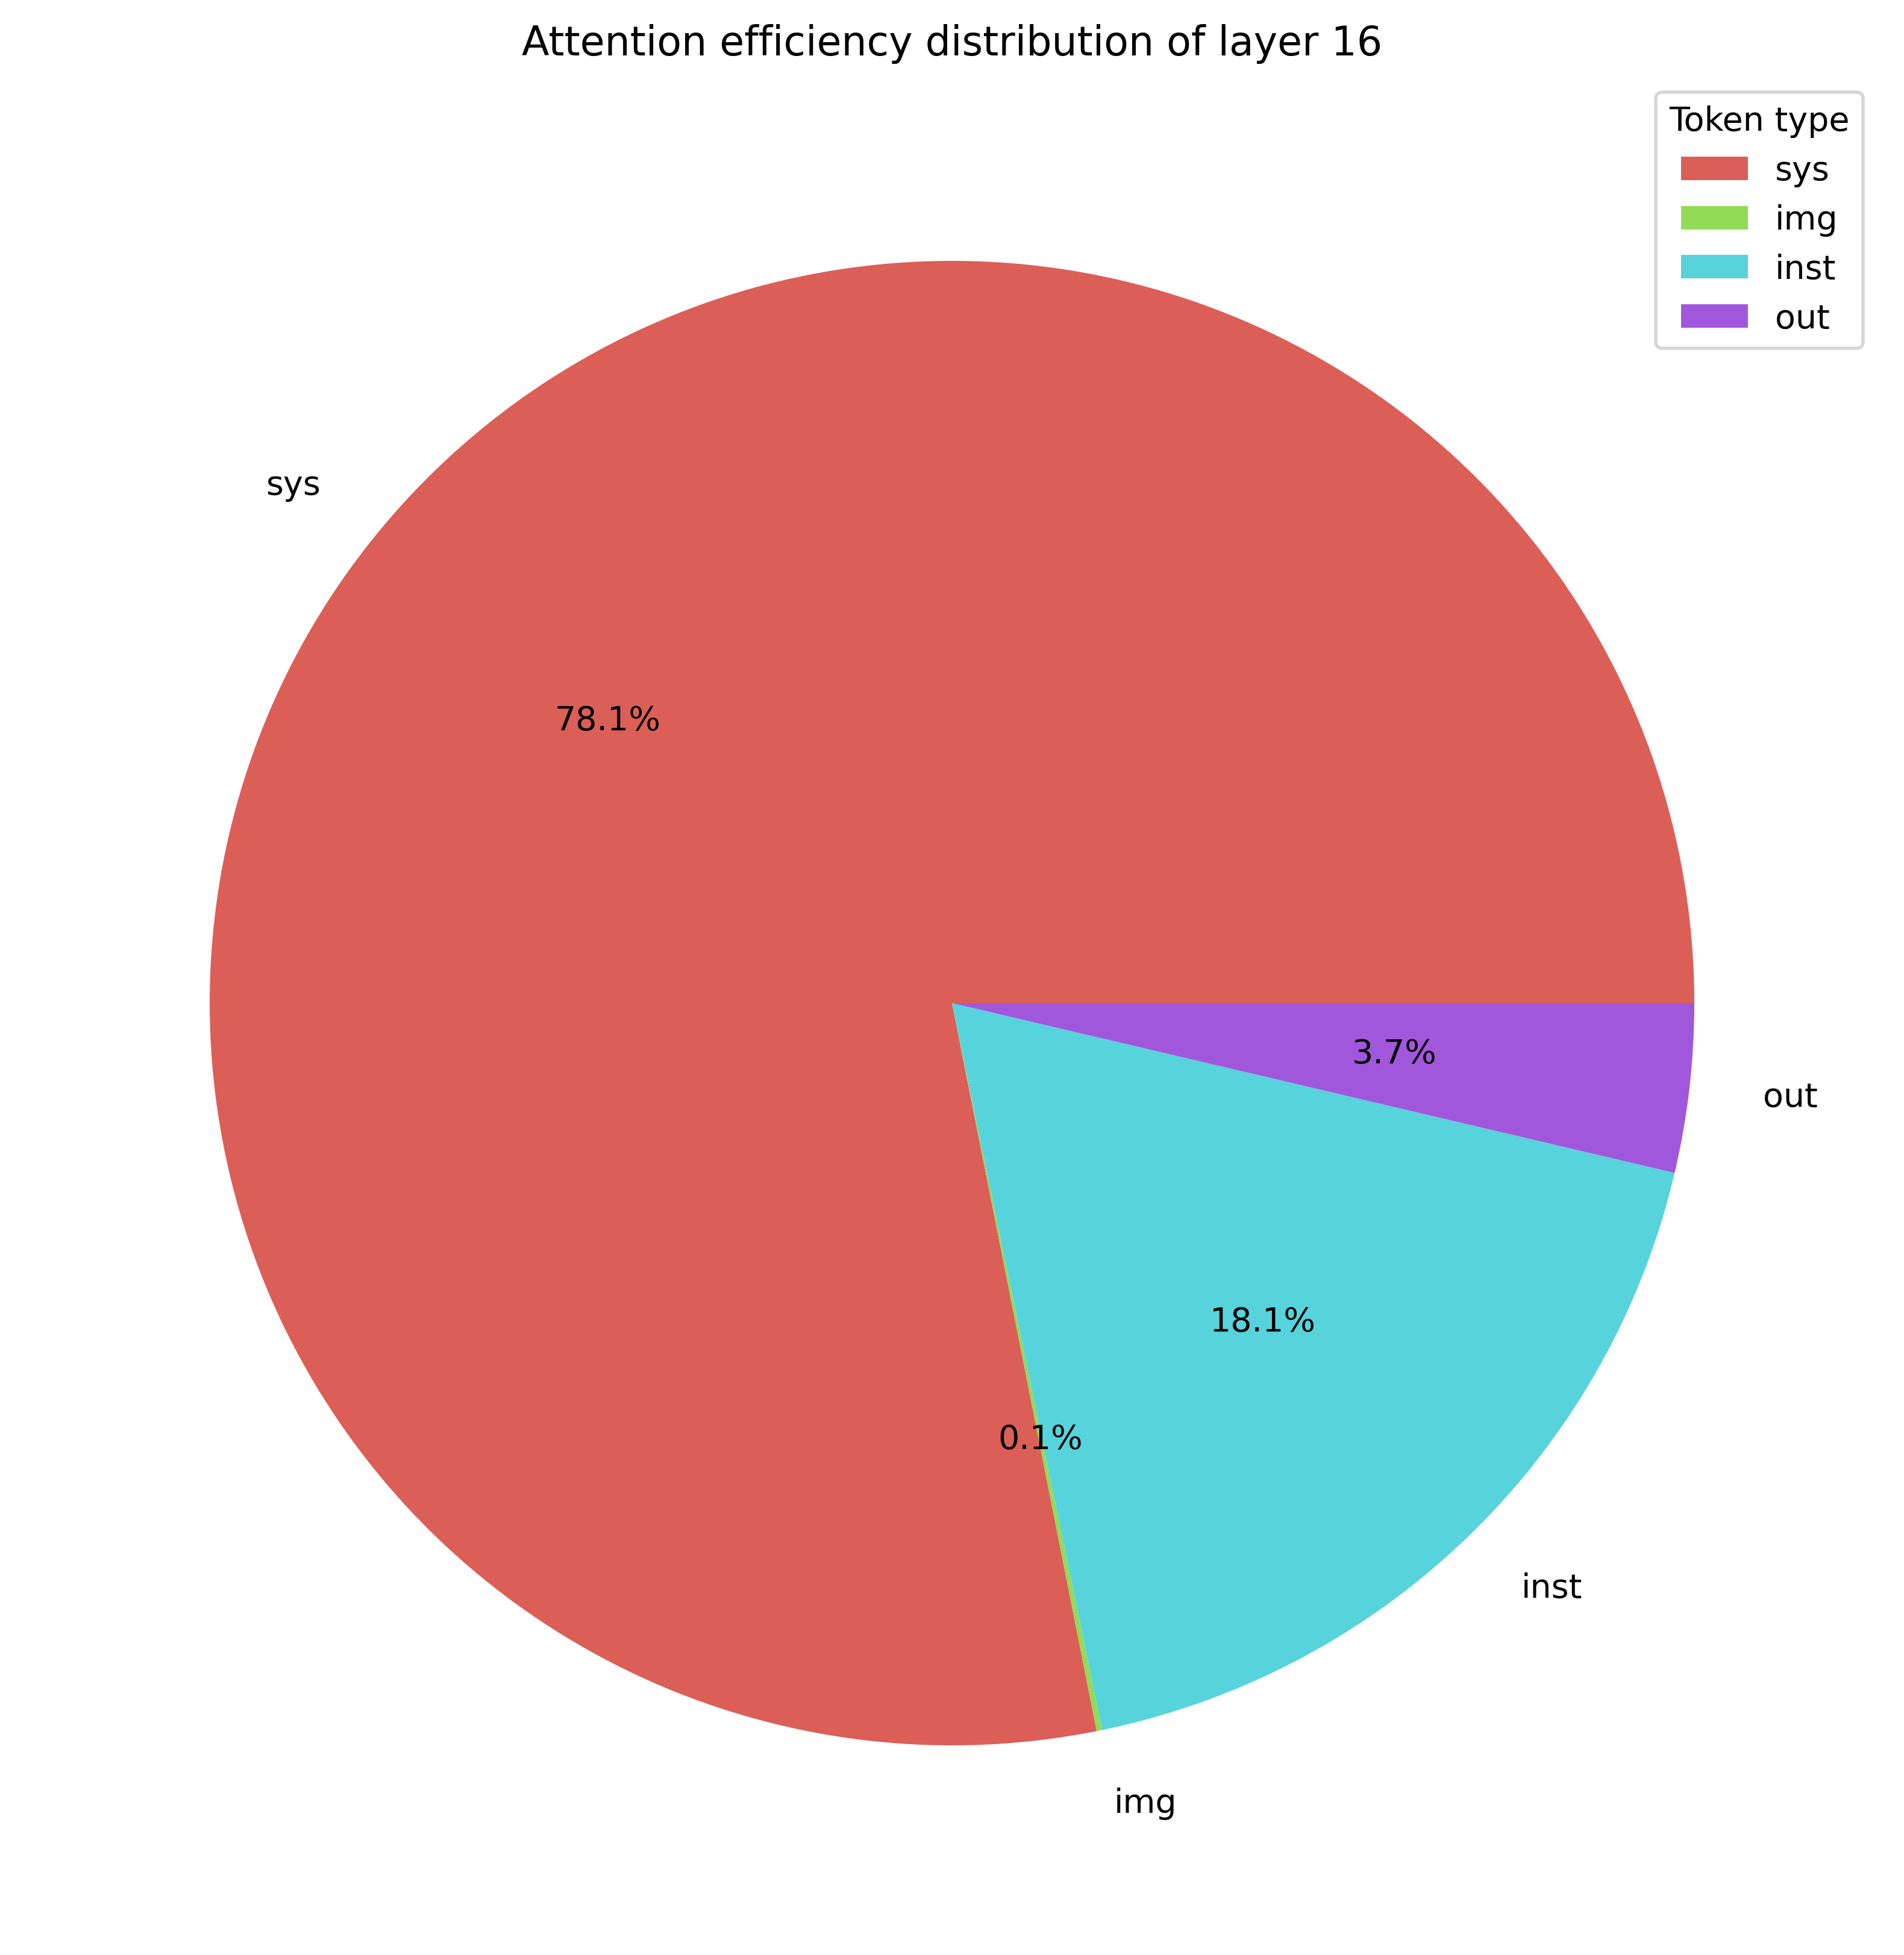 Attention efficiency distribution of layer 16
Token type
sys
img
inst
out
sys
78.1%
3.7%
out
18.1%
0.1%
inst
img